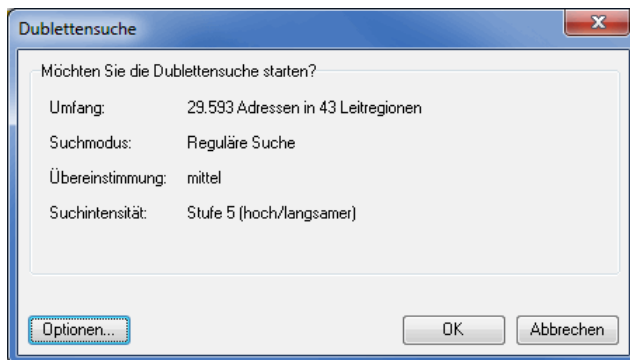 Dublettensuche
Möchten Sie die Dublettensuche starten?
Umfang: 29.593 Adressen in 43 Leitregionen
Suchmodus: Reguläre Suche
Übereinstimmung: mittel
Suchintensität: Stufe 5 (hoch/langsamer)
Optionen... OK Abbrechen